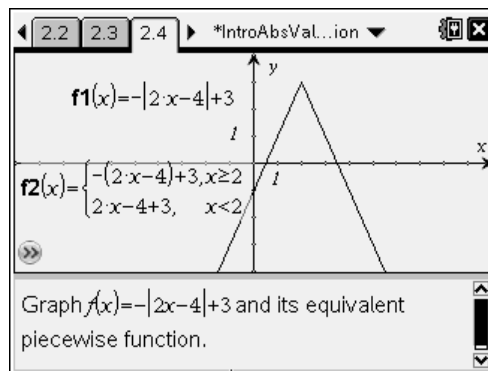 2.2 2.3 2.4 *IntroAbsVal...ion
y
f1(x)=-|2·x-4|+3
1
x
1
f2(x)={-(2·x-4)+3,x≥2
2·x-4+3, x<2
Graph f(x)=-|2x-4|+3 and its equivalent
piecewise function.